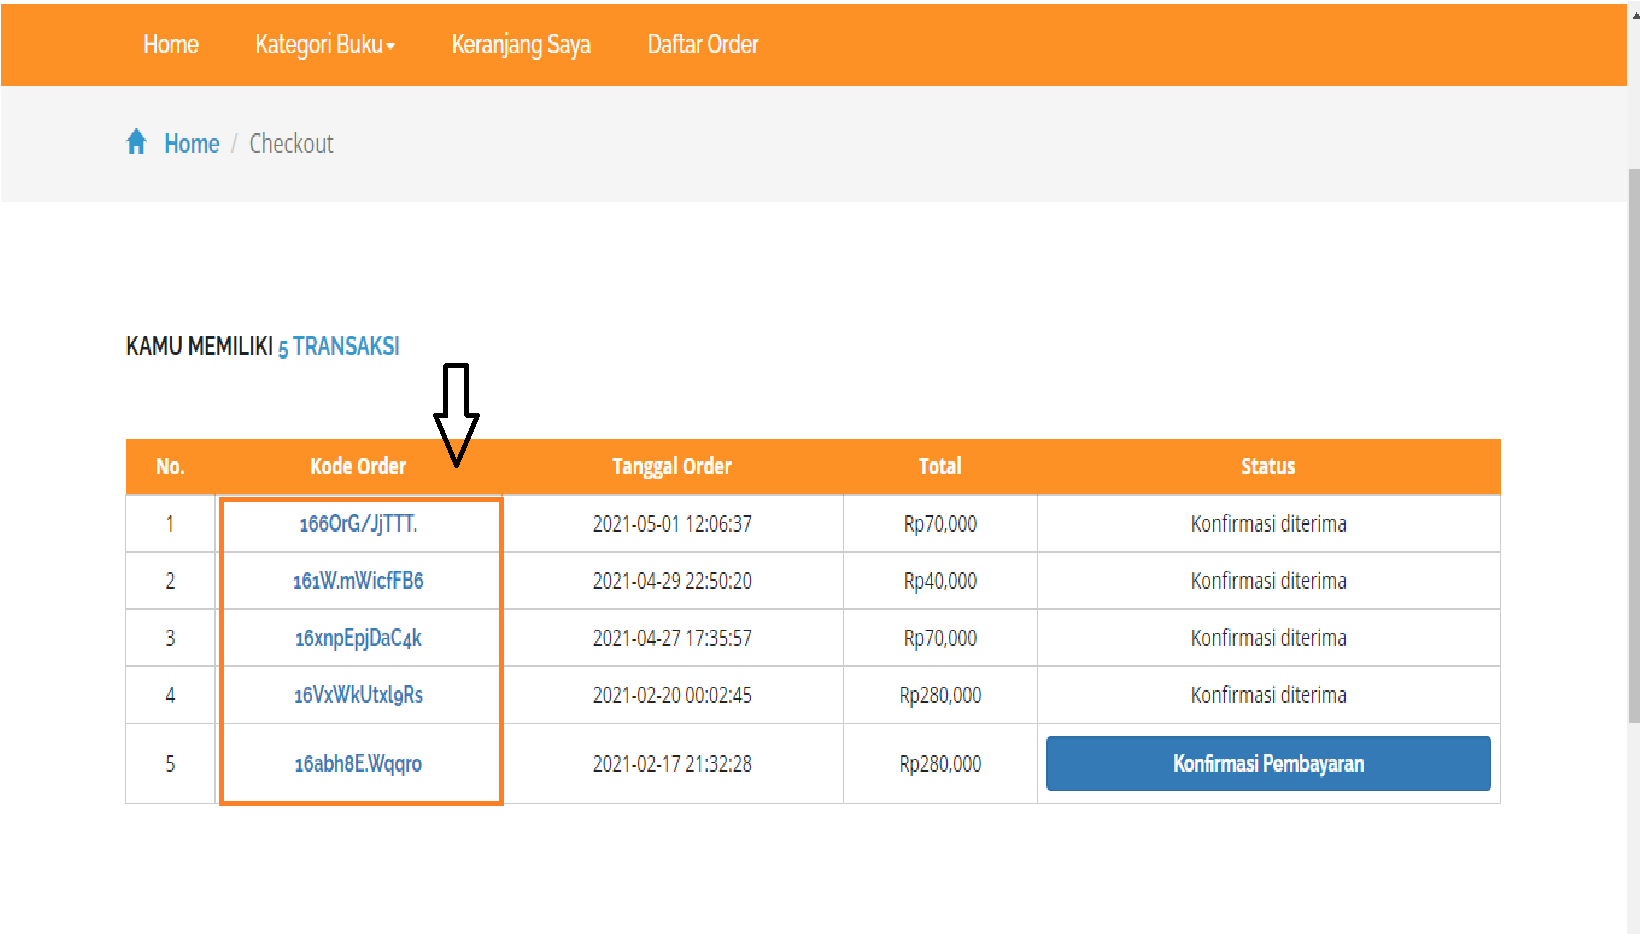 Home Kategori Buku Keranjang Saya Daftar Order
Home / Checkout
KAMU MEMILIKI 5 TRANSAKSI
No. Kode Order Tanggal Order Total Status
1 166OrG/JjTTT. 2021-05-01 12:06:37 Rp70,000 Konfirmasi diterima
2 161W.mWicfFB6 2021-04-29 22:50:20 Rp40,000 Konfirmasi diterima
3 16xnpEpjDaC4k 2021-04-27 17:35:57 Rp70,000 Konfirmasi diterima
4 16VxWkUtxl9Rs 2021-02-20 00:02:45 Rp280,000 Konfirmasi diterima
5 16abh8E.Wqqro 2021-02-17 21:32:28 Rp280,000 Konfirmasi Pembayaran